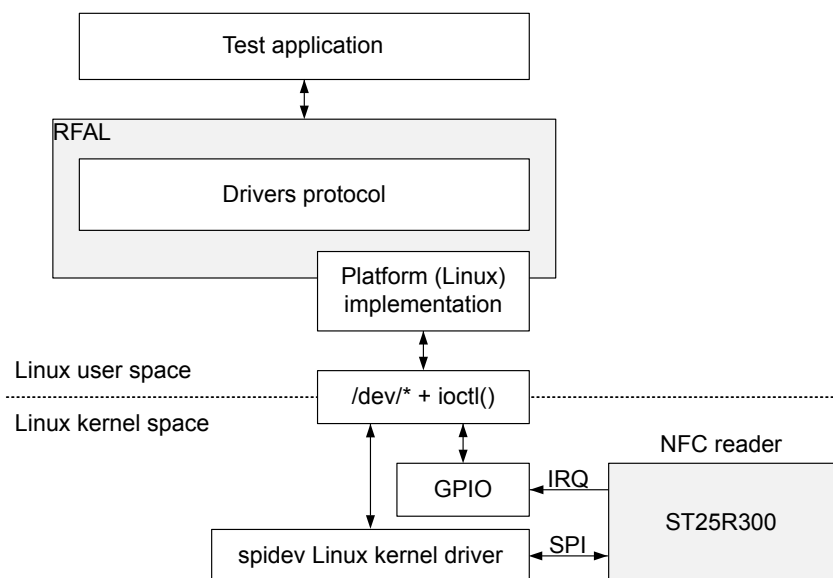 Test application
RFAL
Drivers protocol
Platform (Linux)
implementation
Linux user space
/dev/* + ioctl()
Linux kernel space
NFC reader
GPIO
IRQ
ST25R300
spidev Linux kernel driver
SPI